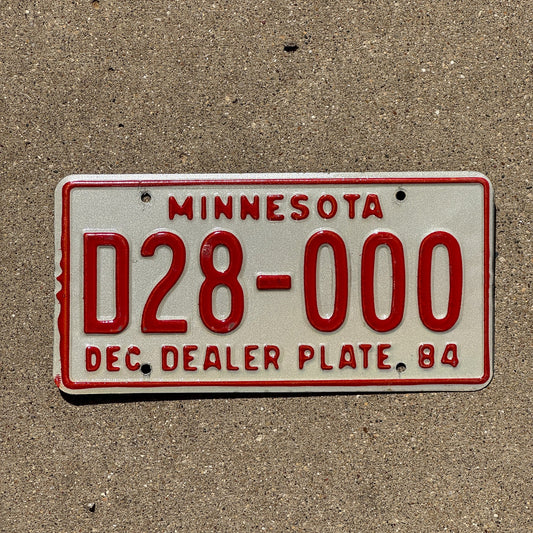 MINNESOTA
D28-000
DEC. DEALER PLATE 84